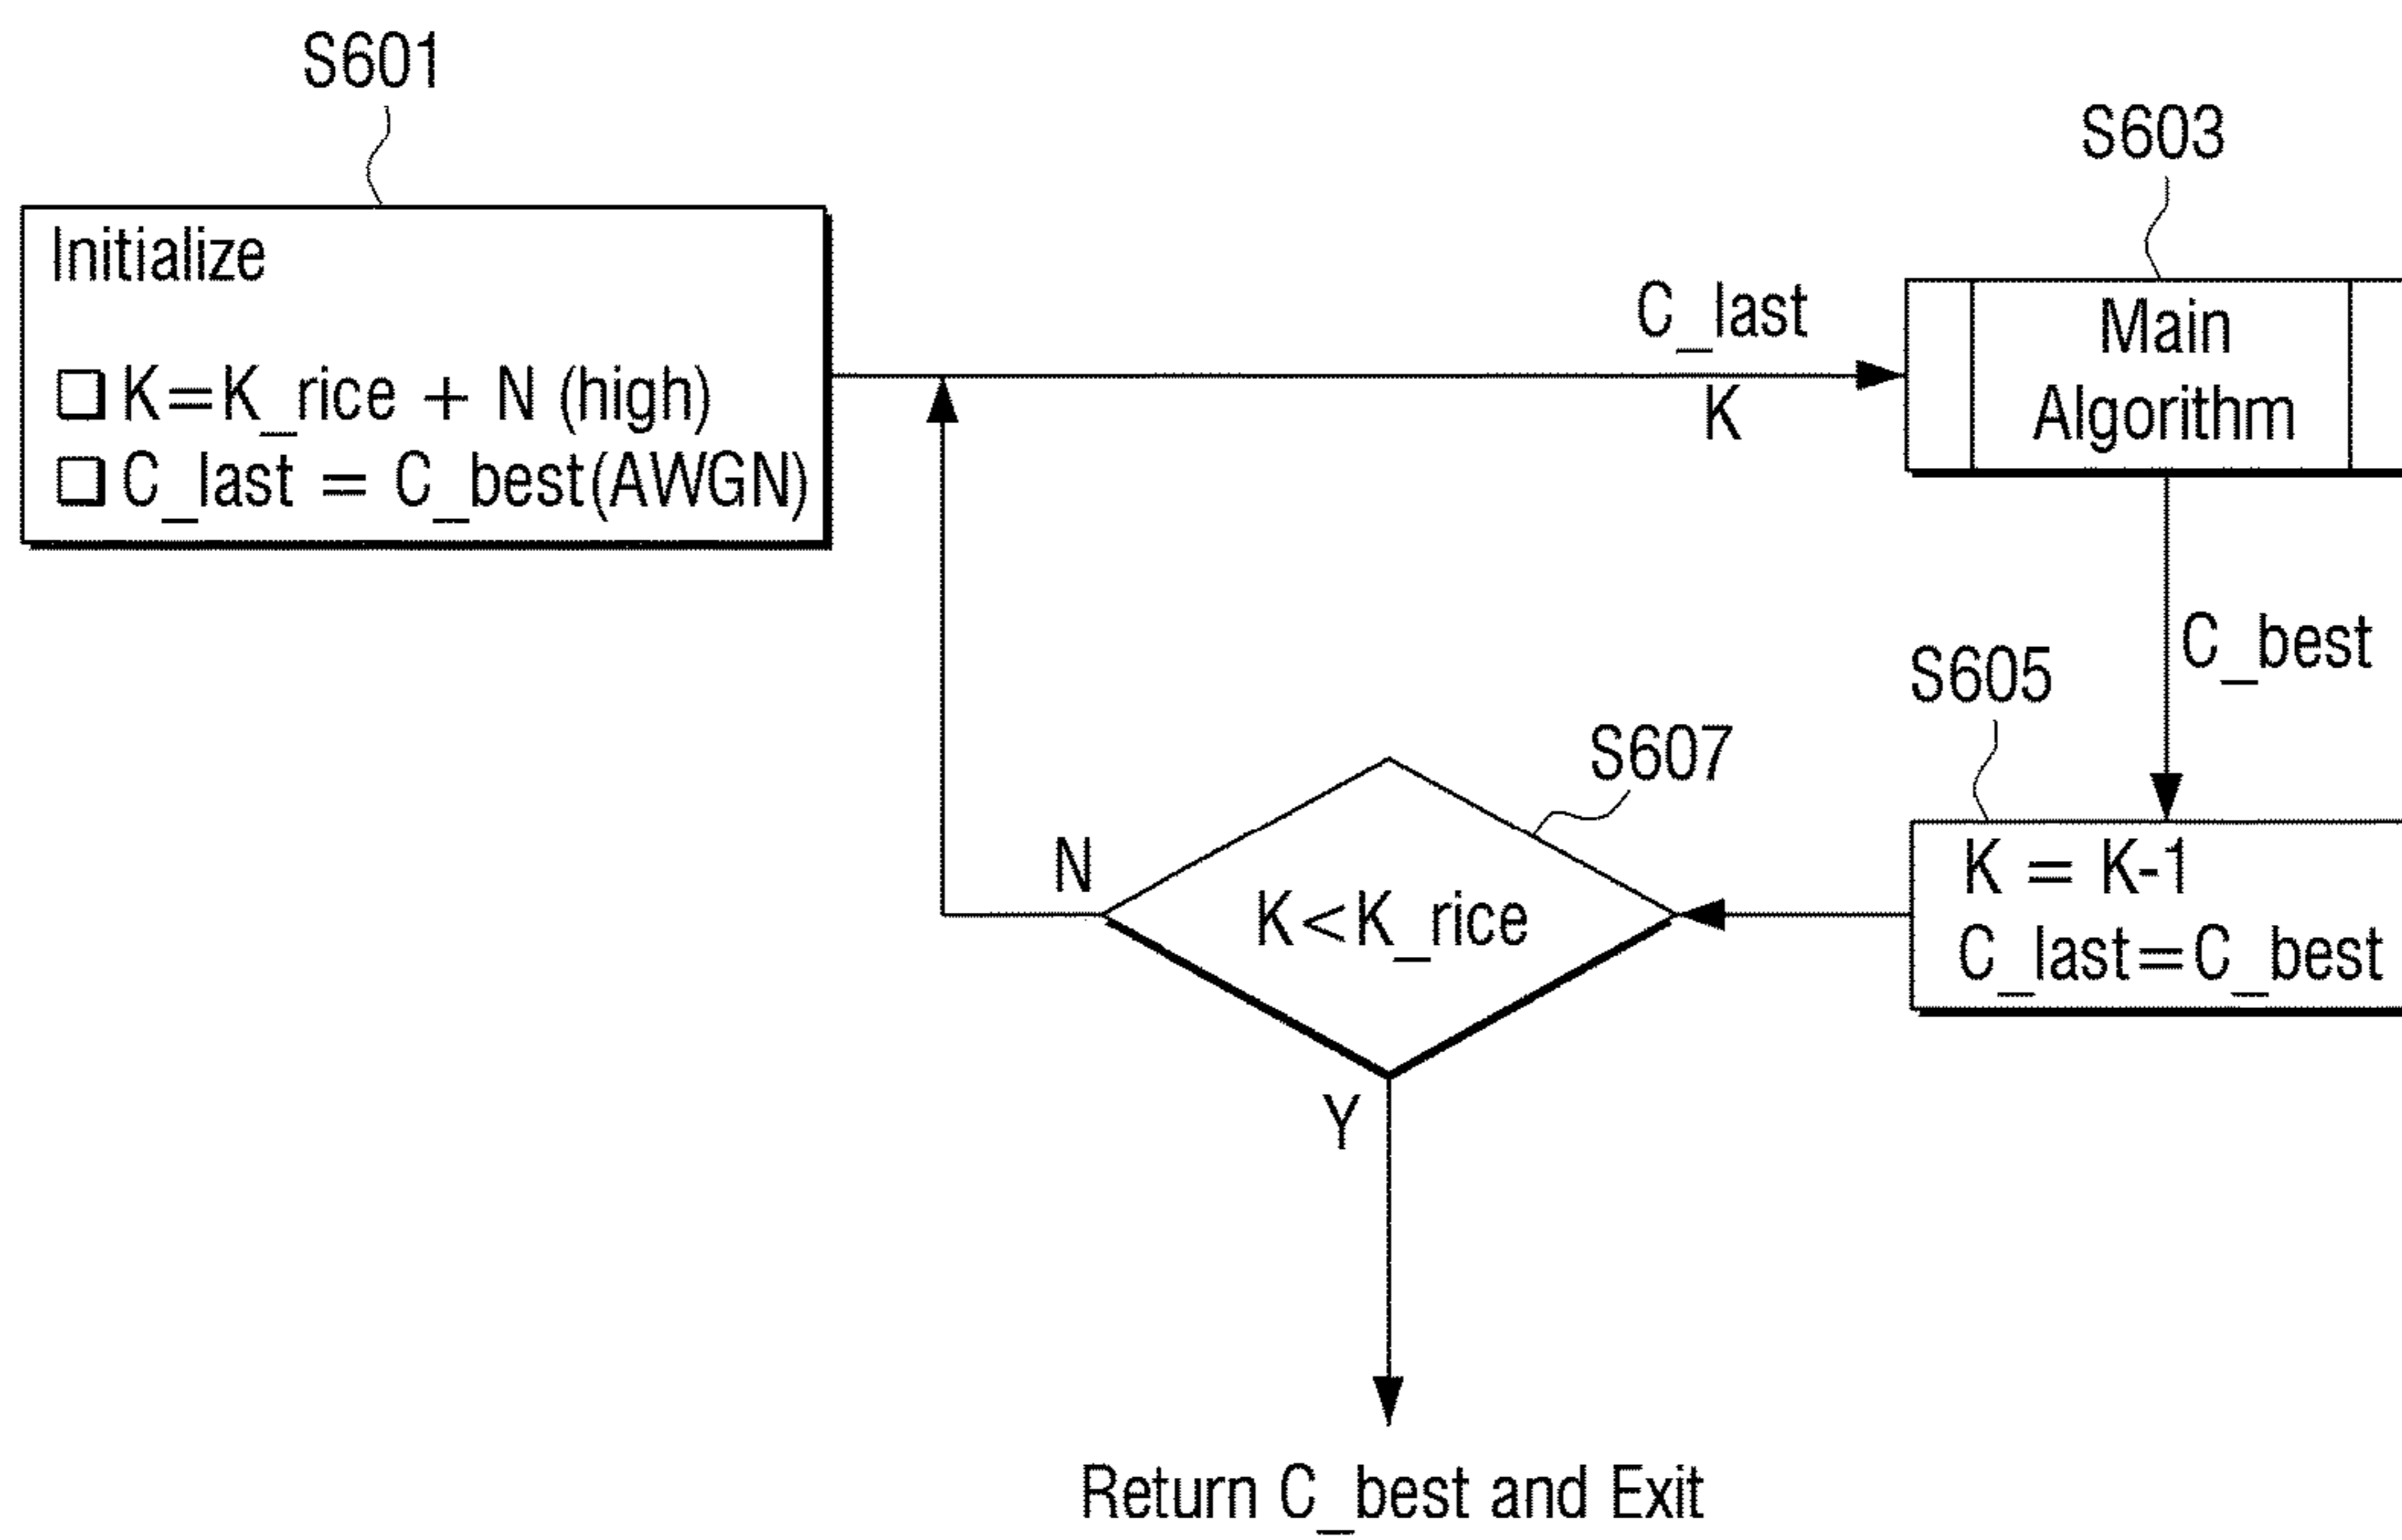 S601
Initialize
□ K=K_rice + N (high)
□ C_last = C_best(AWGN)
C_last
K
S603
Main
Algorithm
C_best
S605
K = K-1
C_last=C_best
S607
K<K_rice
N
Y
Return C_best and Exit